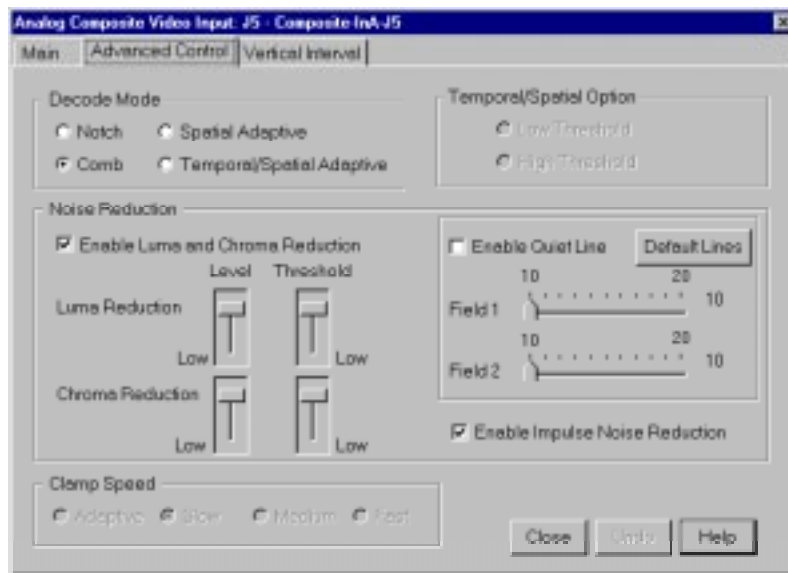 Analog Composite Video Input: J5 - Composite InA-J5
Main Advanced Control Vertical Interval
Decode Mode
Notch Spatial Adaptive
Comb Temporal/Spatial Adaptive
Temporal/Spatial Option
Low Threshold
High Threshold
Noise Reduction
Enable Luma and Chroma Reduction
Level Threshold
Luma Reduction
Low Low
Chroma Reduction
Low Low
Enable Quiet Line Default Lines
10 20
Field 1 10
10 20
Field 2 10
Enable Impulse Noise Reduction
Clamp Speed
Adaptive Slow Medium Fast
Close Undo Help